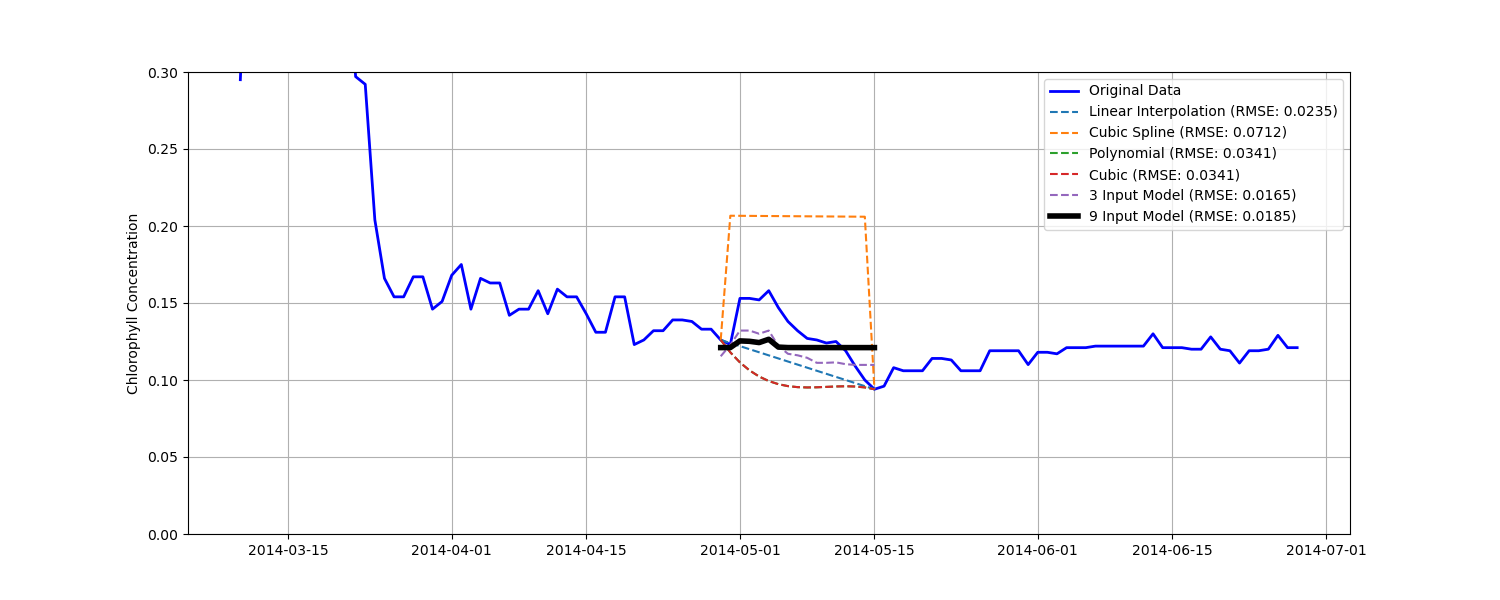 Chlorophyll Concentration
0.30
0.25
0.20
0.15
0.10
0.05
0.00
2014-03-15
2014-04-01
2014-04-15
2014-05-01
2014-05-15
2014-06-01
2014-06-15
2014-07-01
Original Data
Linear Interpolation (RMSE: 0.0235)
Cubic Spline (RMSE: 0.0712)
Polynomial (RMSE: 0.0341)
Cubic (RMSE: 0.0341)
3 Input Model (RMSE: 0.0165)
9 Input Model (RMSE: 0.0185)